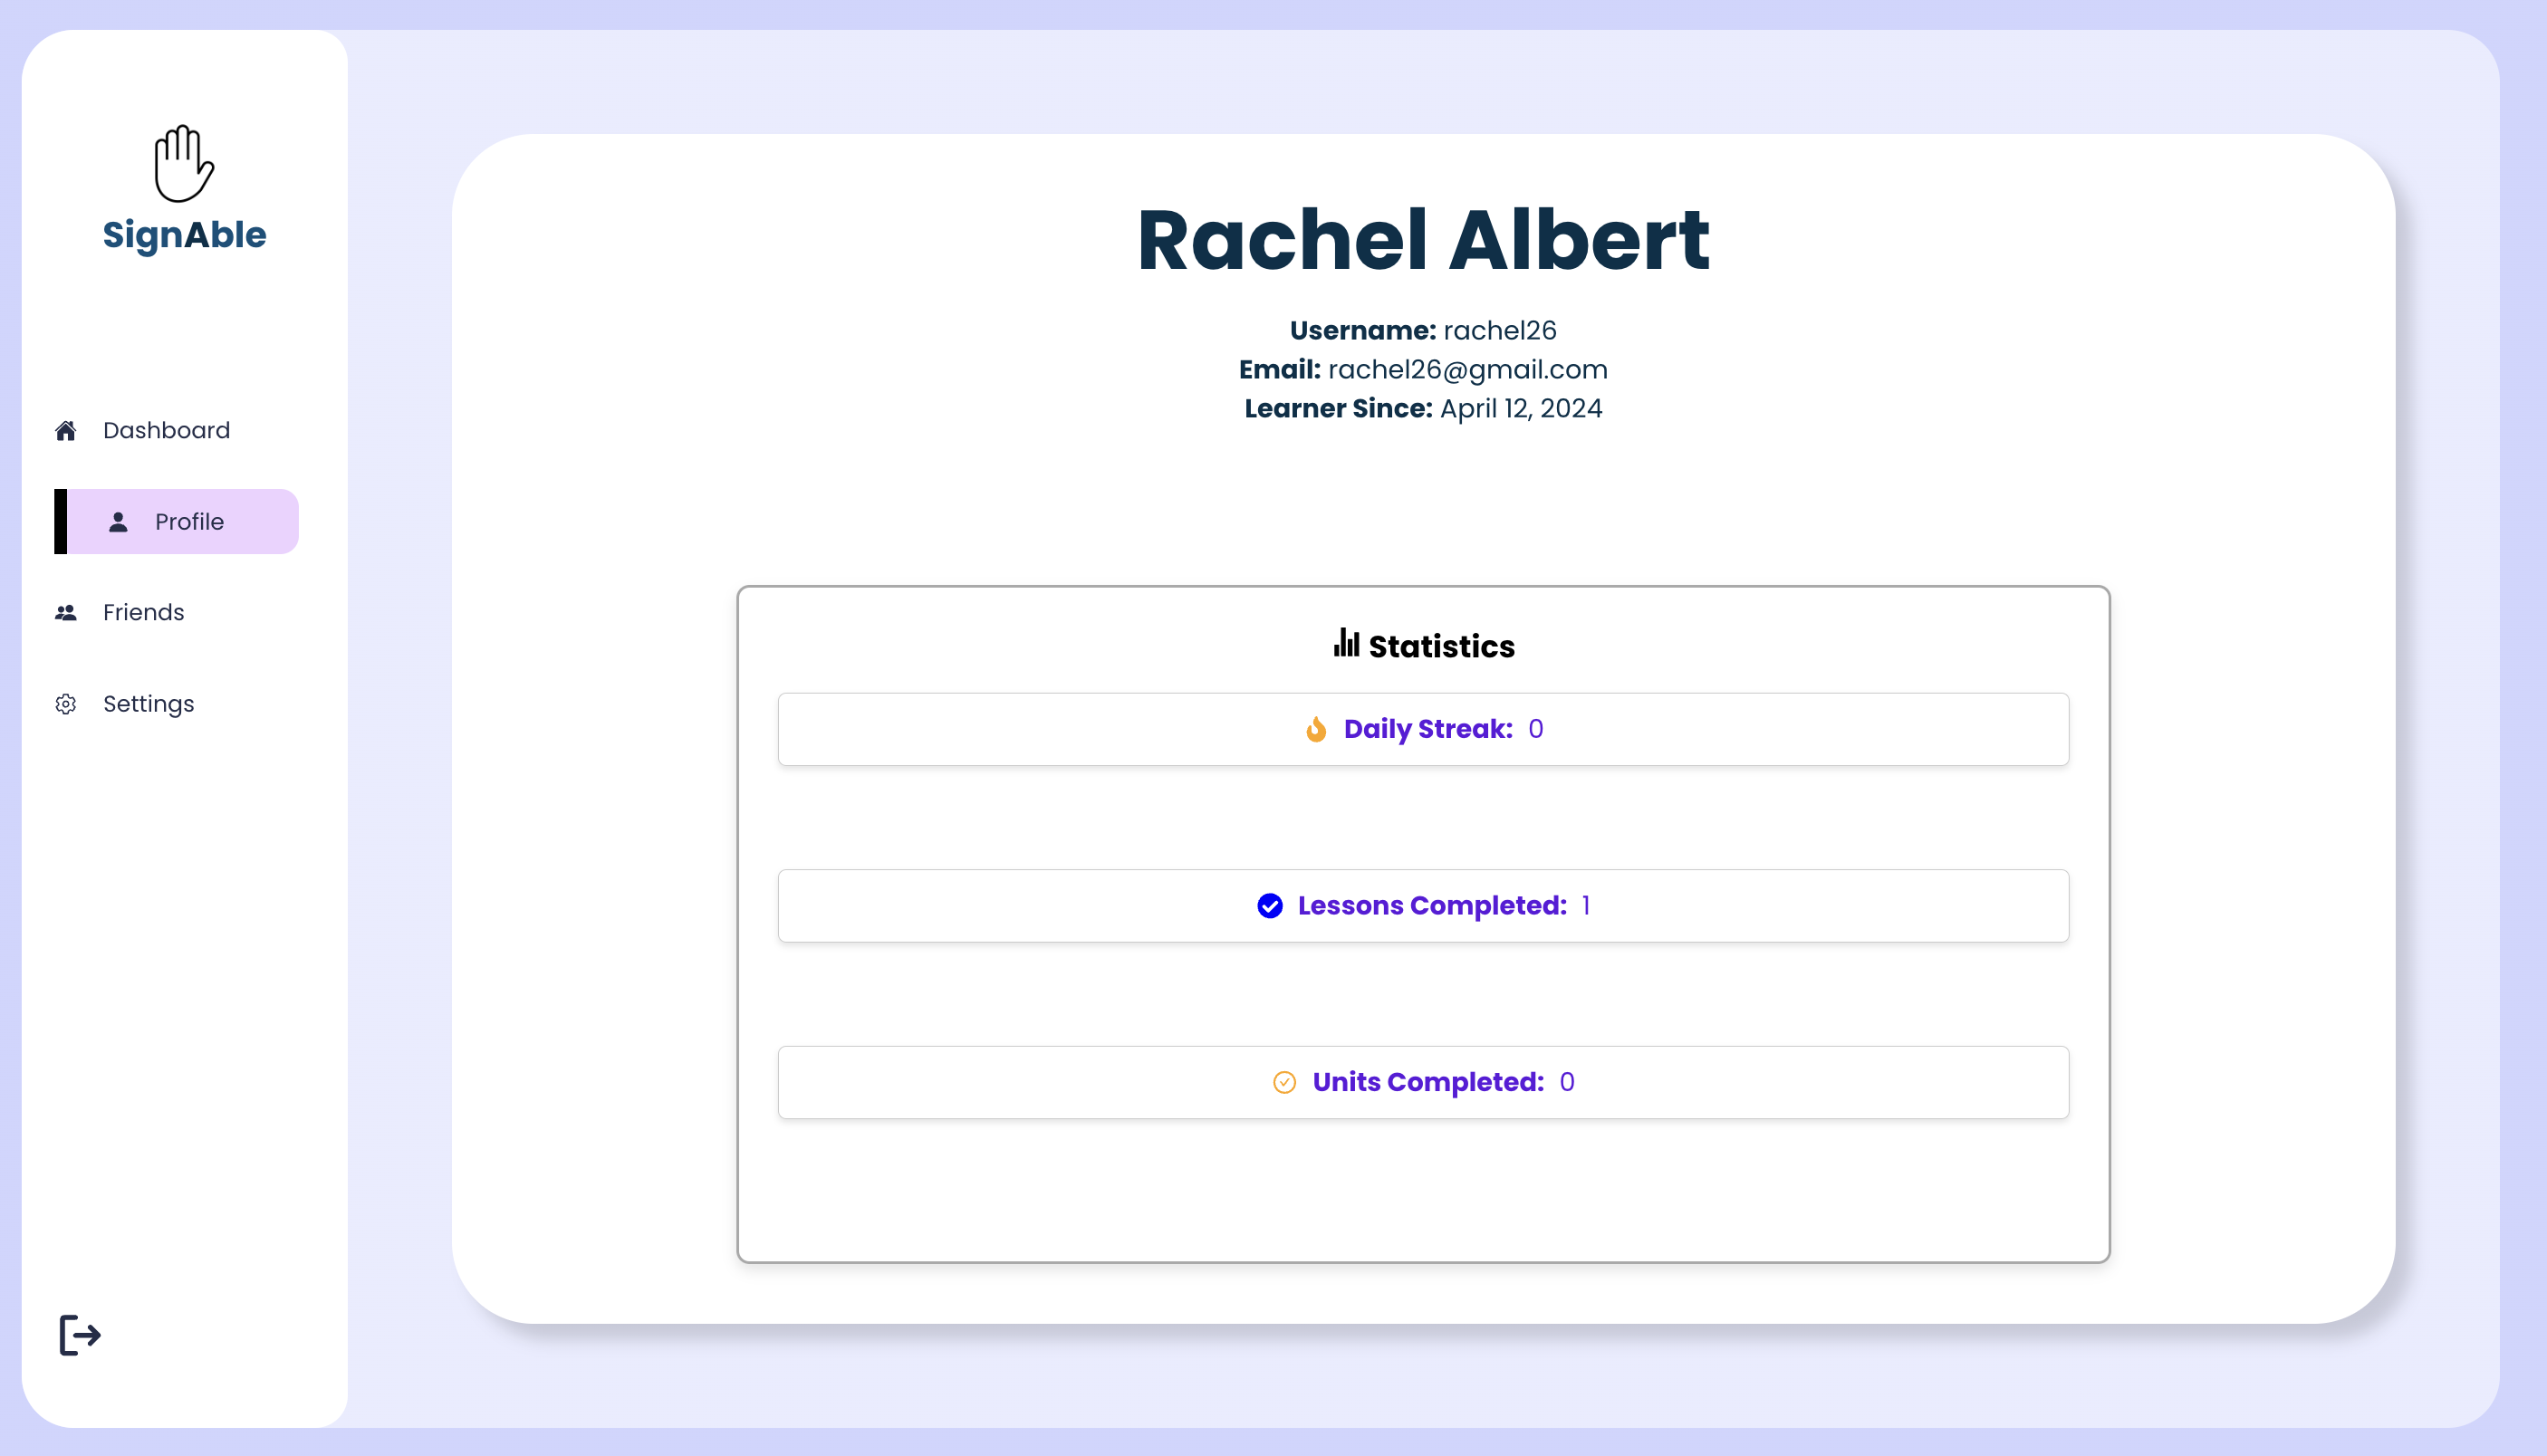 SignAble
Dashboard
Profile
Friends
Settings
Rachel Albert
Username: rachel26
Email: rachel26@gmail.com
Learner Since: April 12, 2024
Statistics
Daily Streak: 0
Lessons Completed: 1
Units Completed: 0